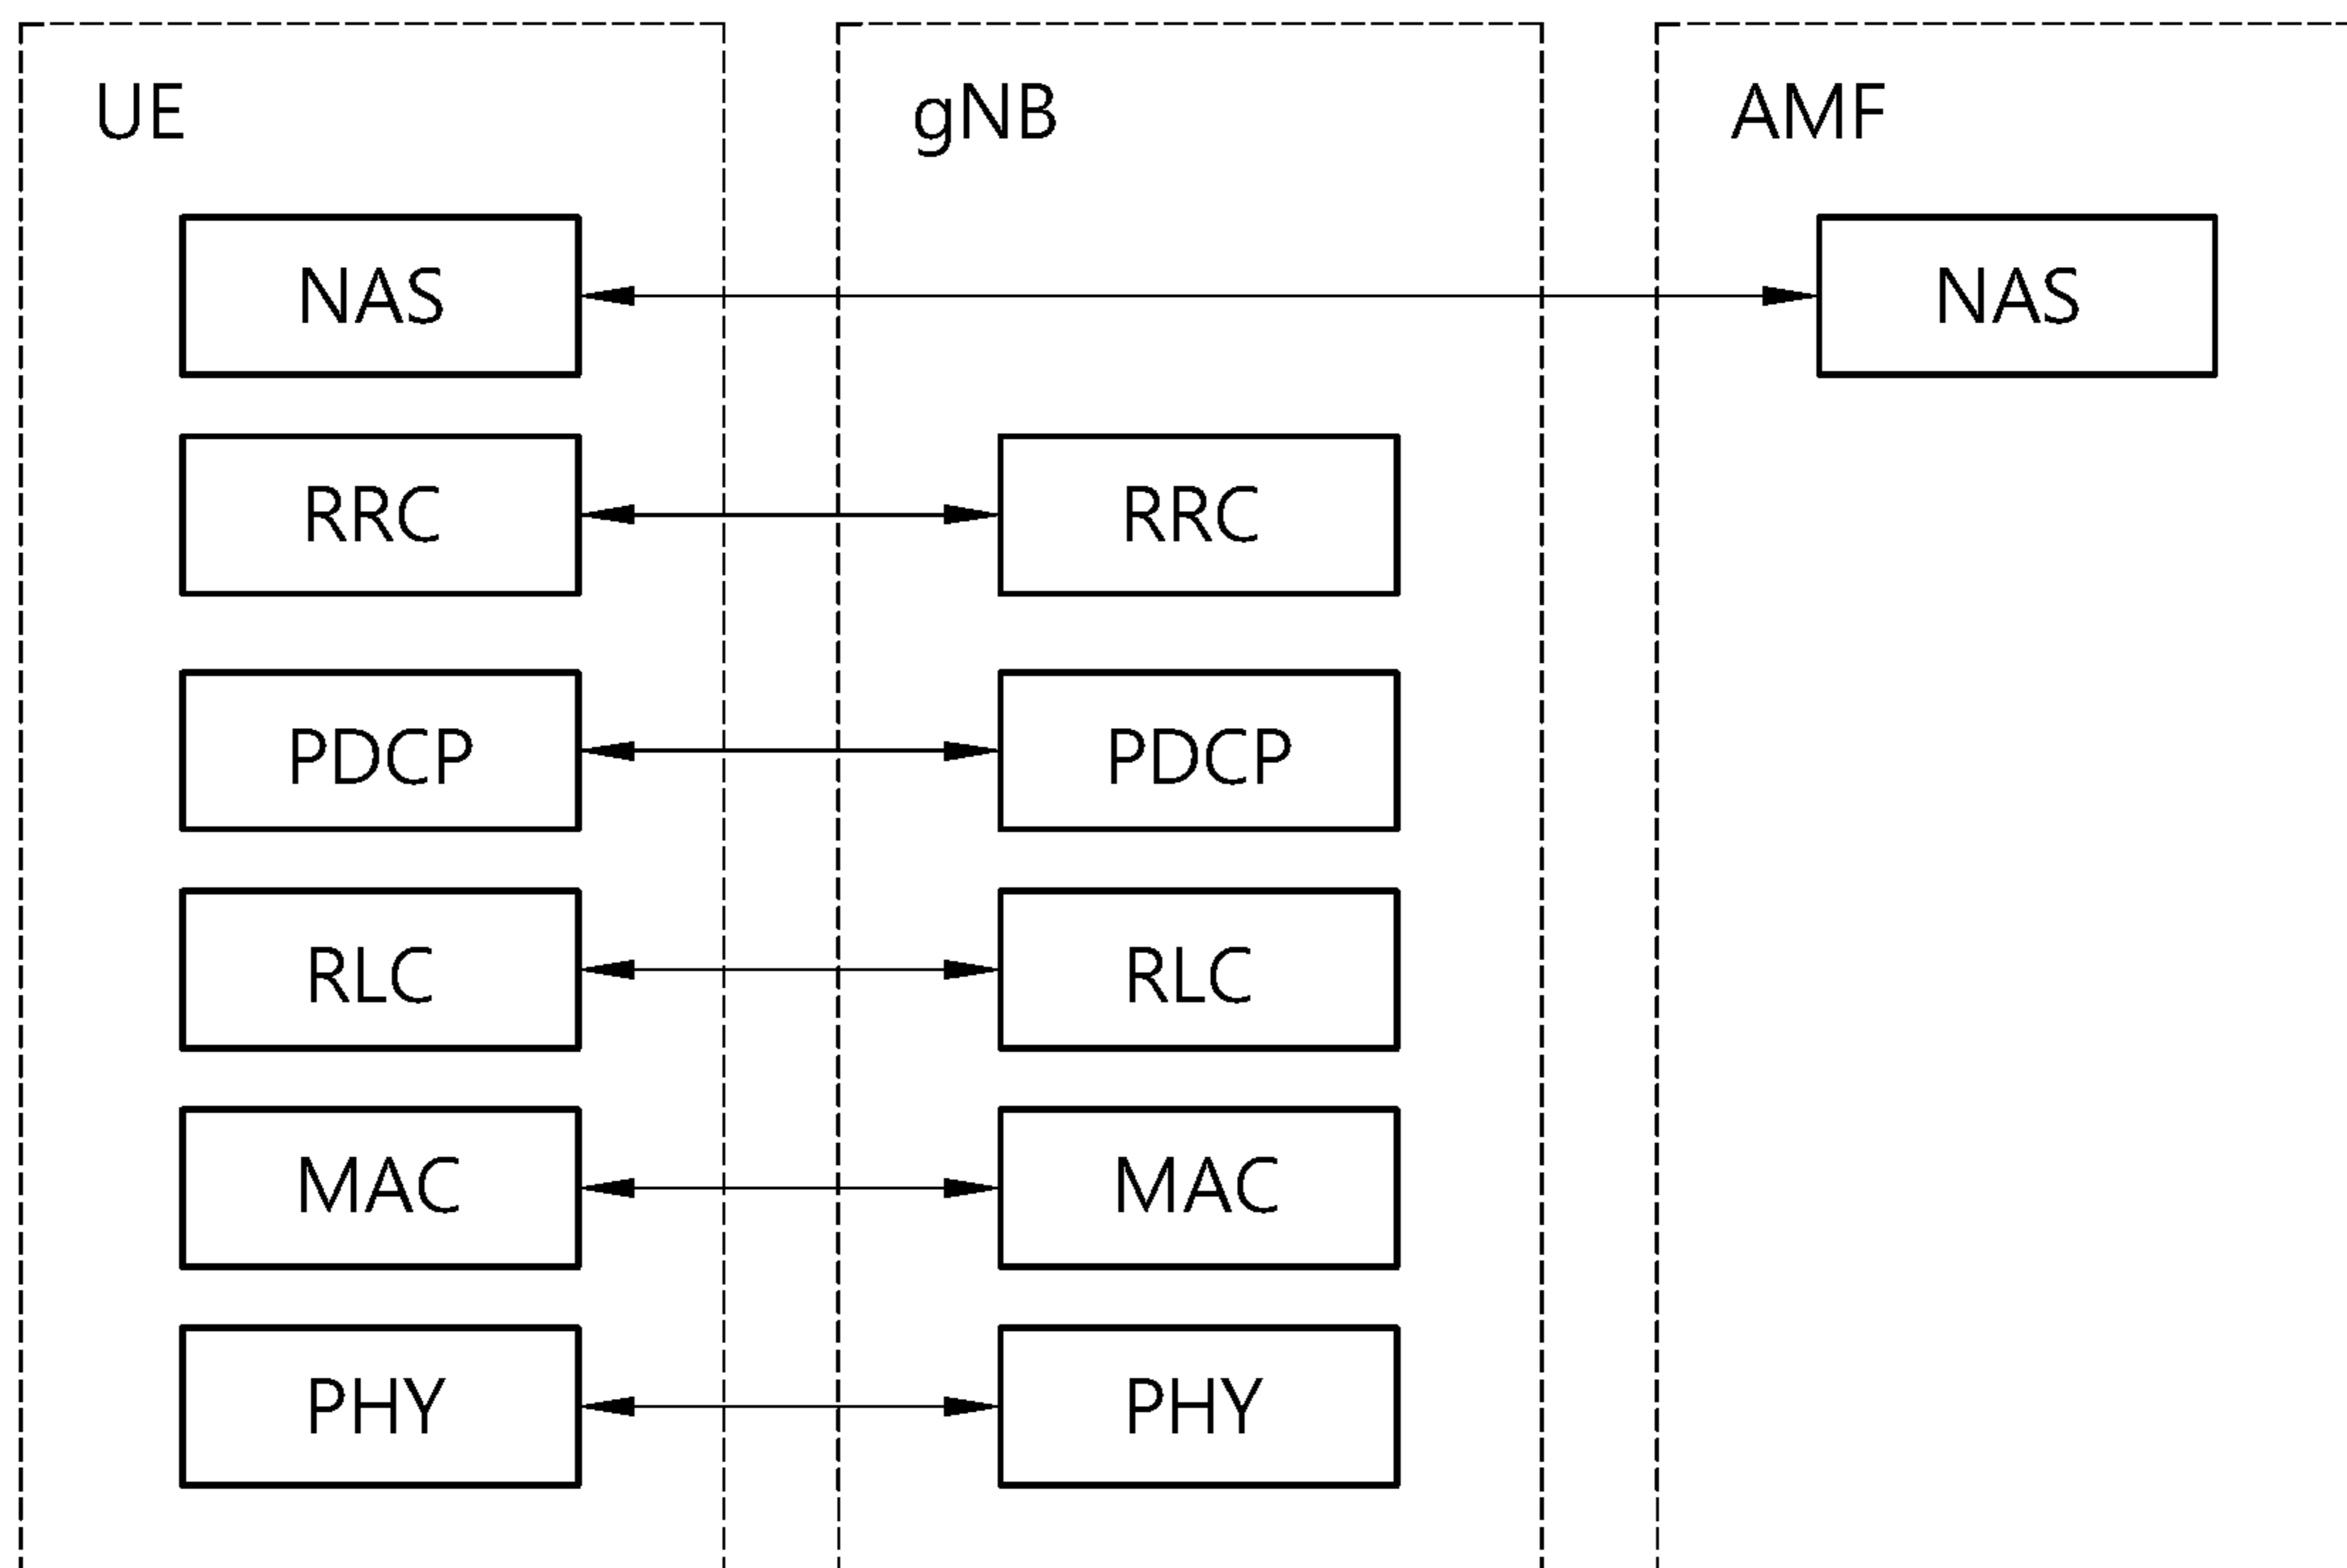 UE
gNB
AMF
NAS
NAS
RRC
RRC
PDCP
PDCP
RLC
RLC
MAC
MAC
PHY
PHY